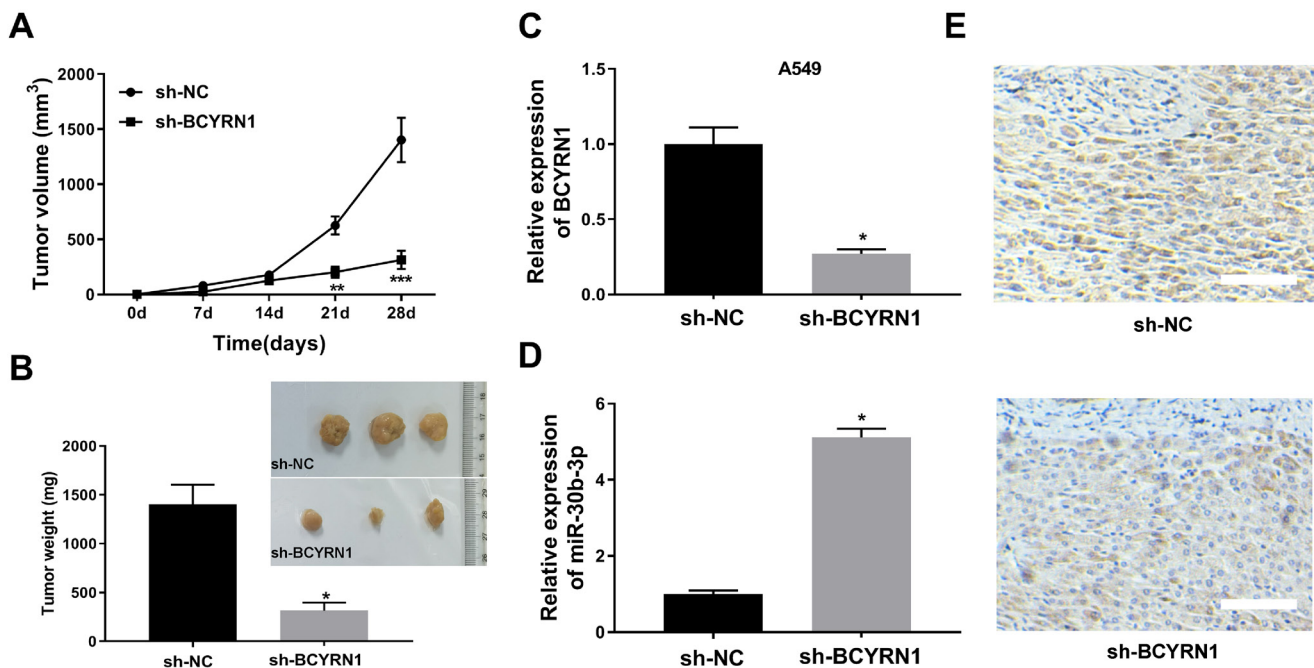 A
Tumor volume (mm³)
2000
1500
1000
500
0
sh-NC
sh-BCYRN1
**
***
0d 7d 14d 21d 28d
Time(days)
B
Tumor weight (mg)
2000
1500
1000
500
0
sh-NC
sh-BCYRN1
*
sh-NC sh-BCYRN1
C
A549
Relative expression
of BCYRN1
1.5
1.0
0.5
0.0
*
sh-NC sh-BCYRN1
D
Relative expression
of miR-30b-3p
6
4
2
0
*
sh-NC sh-BCYRN1
E
sh-NC
sh-BCYRN1